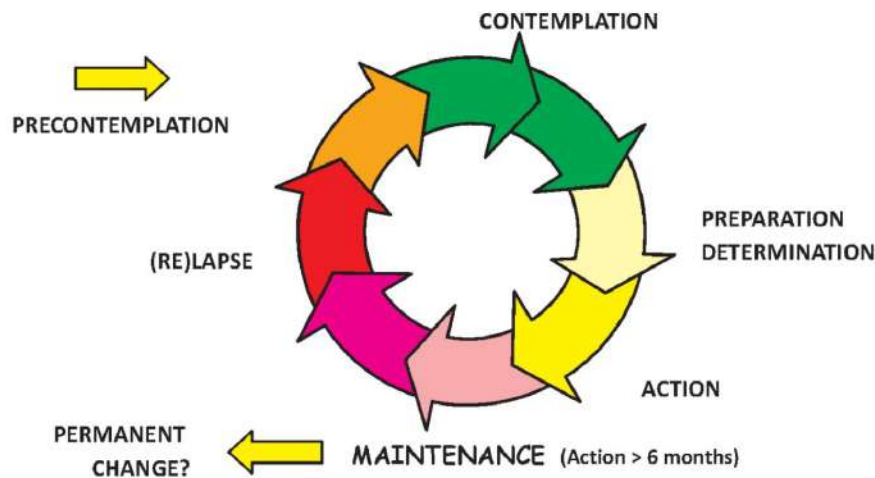 CONTEMPLATION
PRECONTEMPLATION
PREPARATION
DETERMINATION
(RE)LAPSE
ACTION
PERMANENT
CHANGE?
MAINTENANCE (Action > 6 months)